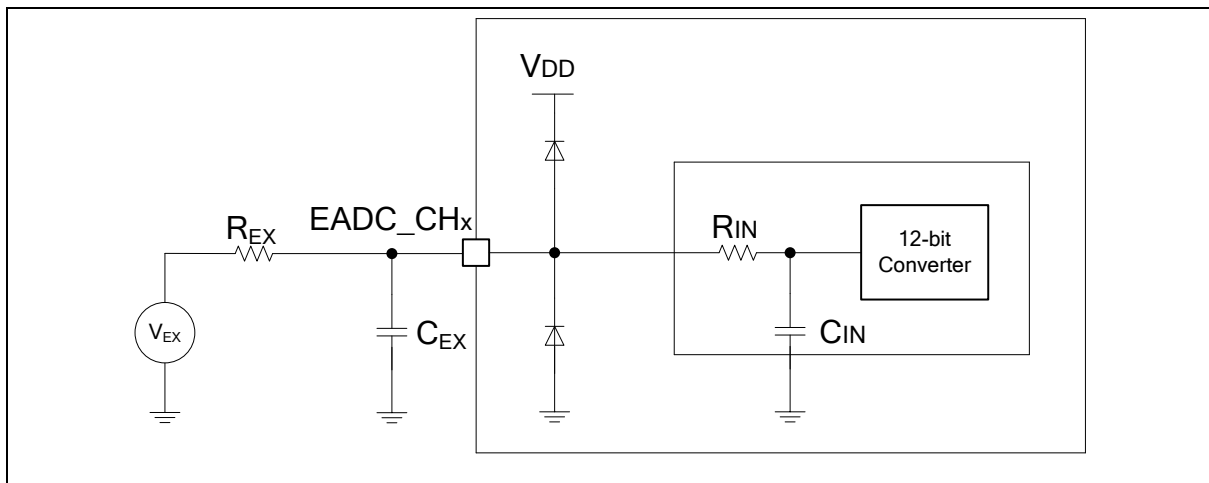 VDD
EADC_CHx
REX
RIN
12-bit
Converter
VEX
CEX
CIN